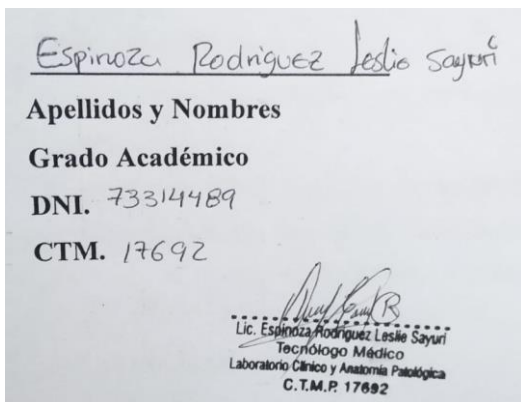 Espinoza Rodriguez Leslie Sayuri
Apellidos y Nombres
Grado Académico
DNI. 73314489
CTM. 17692
Lic. Espinoza Rodriguez Leslie Sayuri
Tecnólogo Médico
Laboratorio Clínico y Anatomía Patológica
C.T.M.P. 17692